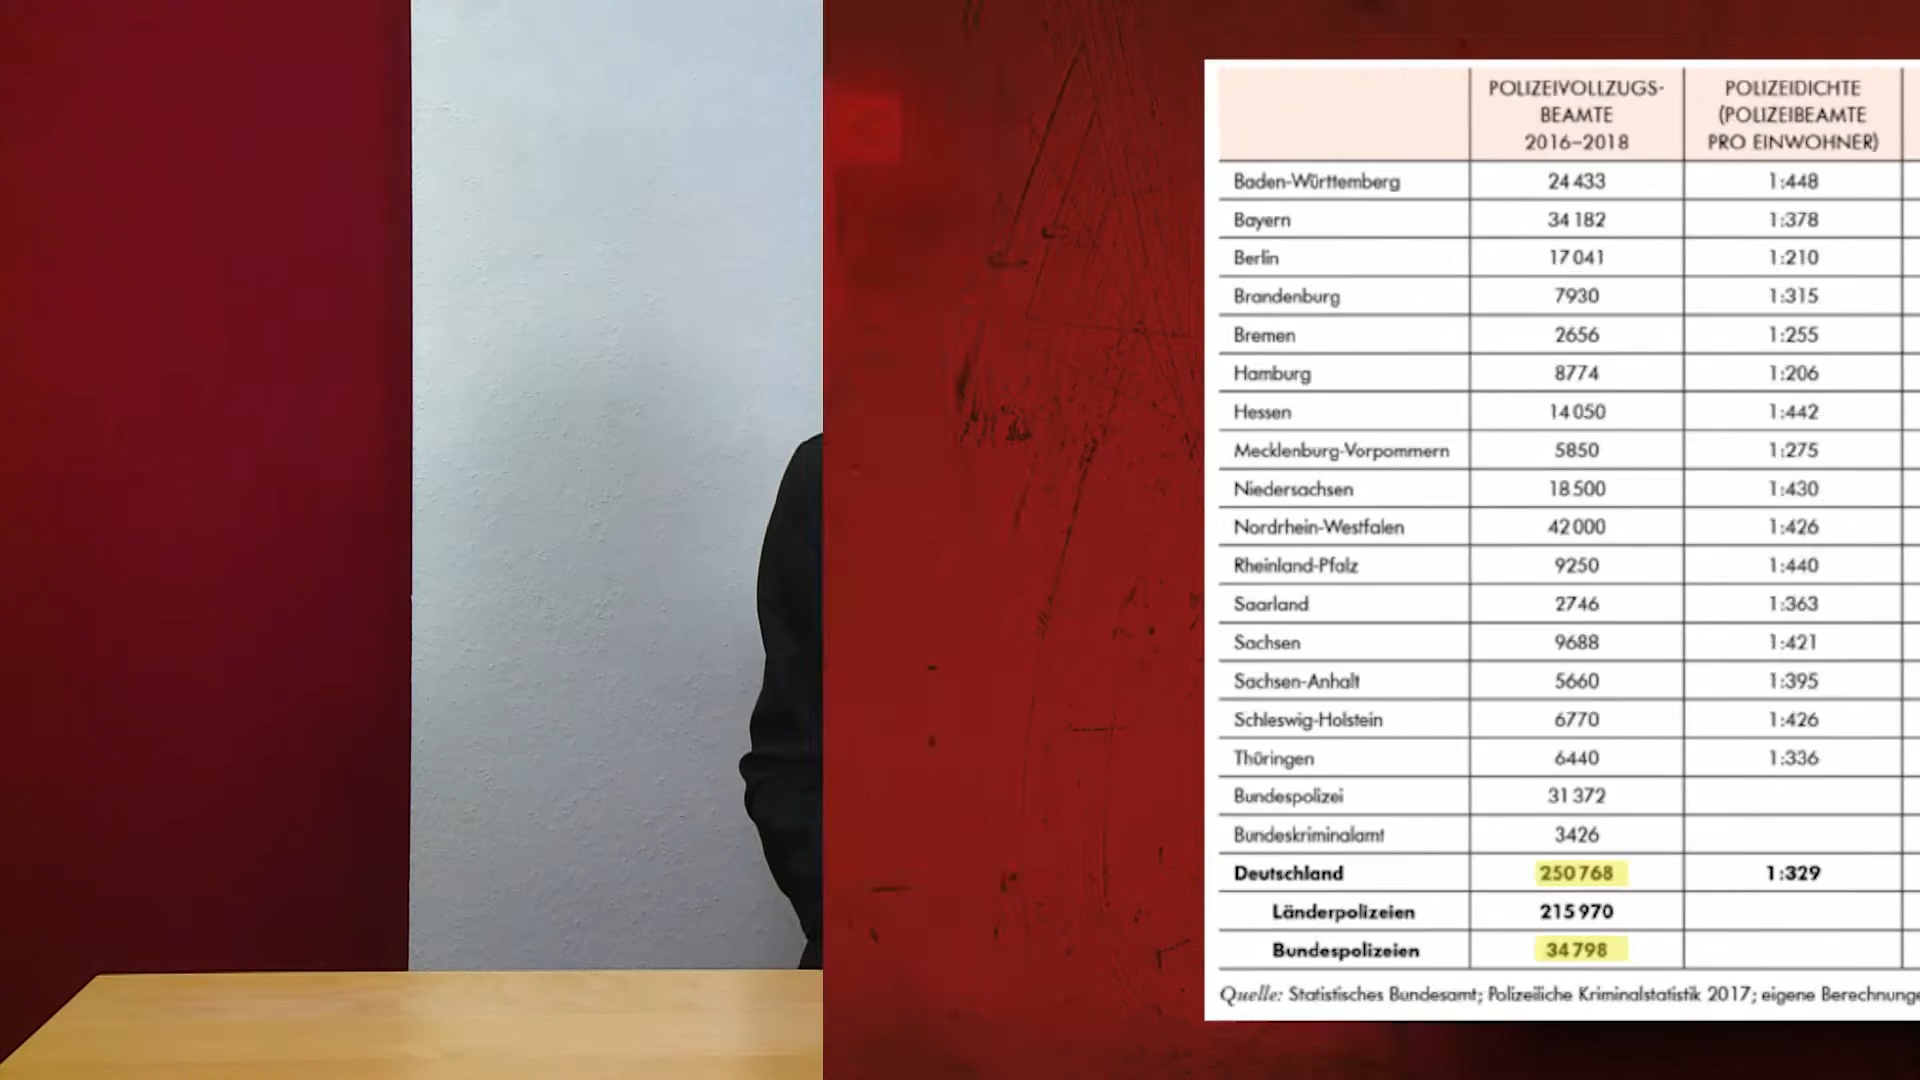 POLIZEIVOLLZUGS-
BEAMTE
2016–2018
POLIZEIDICHTE
(POLIZEIBEAMTE
PRO EINWOHNER)
Baden-Württemberg 24 433 1:448
Bayern 34 182 1:378
Berlin 17 041 1:210
Brandenburg 7930 1:315
Bremen 2656 1:255
Hamburg 8774 1:206
Hessen 14 050 1:442
Mecklenburg-Vorpommern 5850 1:275
Niedersachsen 18 500 1:430
Nordrhein-Westfalen 42 000 1:426
Rheinland-Pfalz 9250 1:440
Saarland 2746 1:363
Sachsen 9688 1:421
Sachsen-Anhalt 5660 1:395
Schleswig-Holstein 6770 1:426
Thüringen 6440 1:336
Bundespolizei 31 372
Bundeskriminalamt 3426
Deutschland 250 768 1:329
Länderpolizeien 215 970
Bundespolizeien 34 798
Quelle: Statistisches Bundesamt; Polizeiliche Kriminalstatistik 2017; eigene Berechnunge